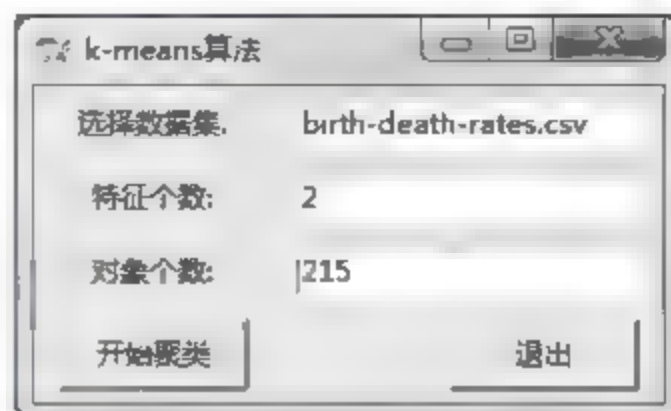 k-means算法
选择数据集: birth-death-rates.csv
特征个数: 2
对象个数: 215
开始聚类 退出